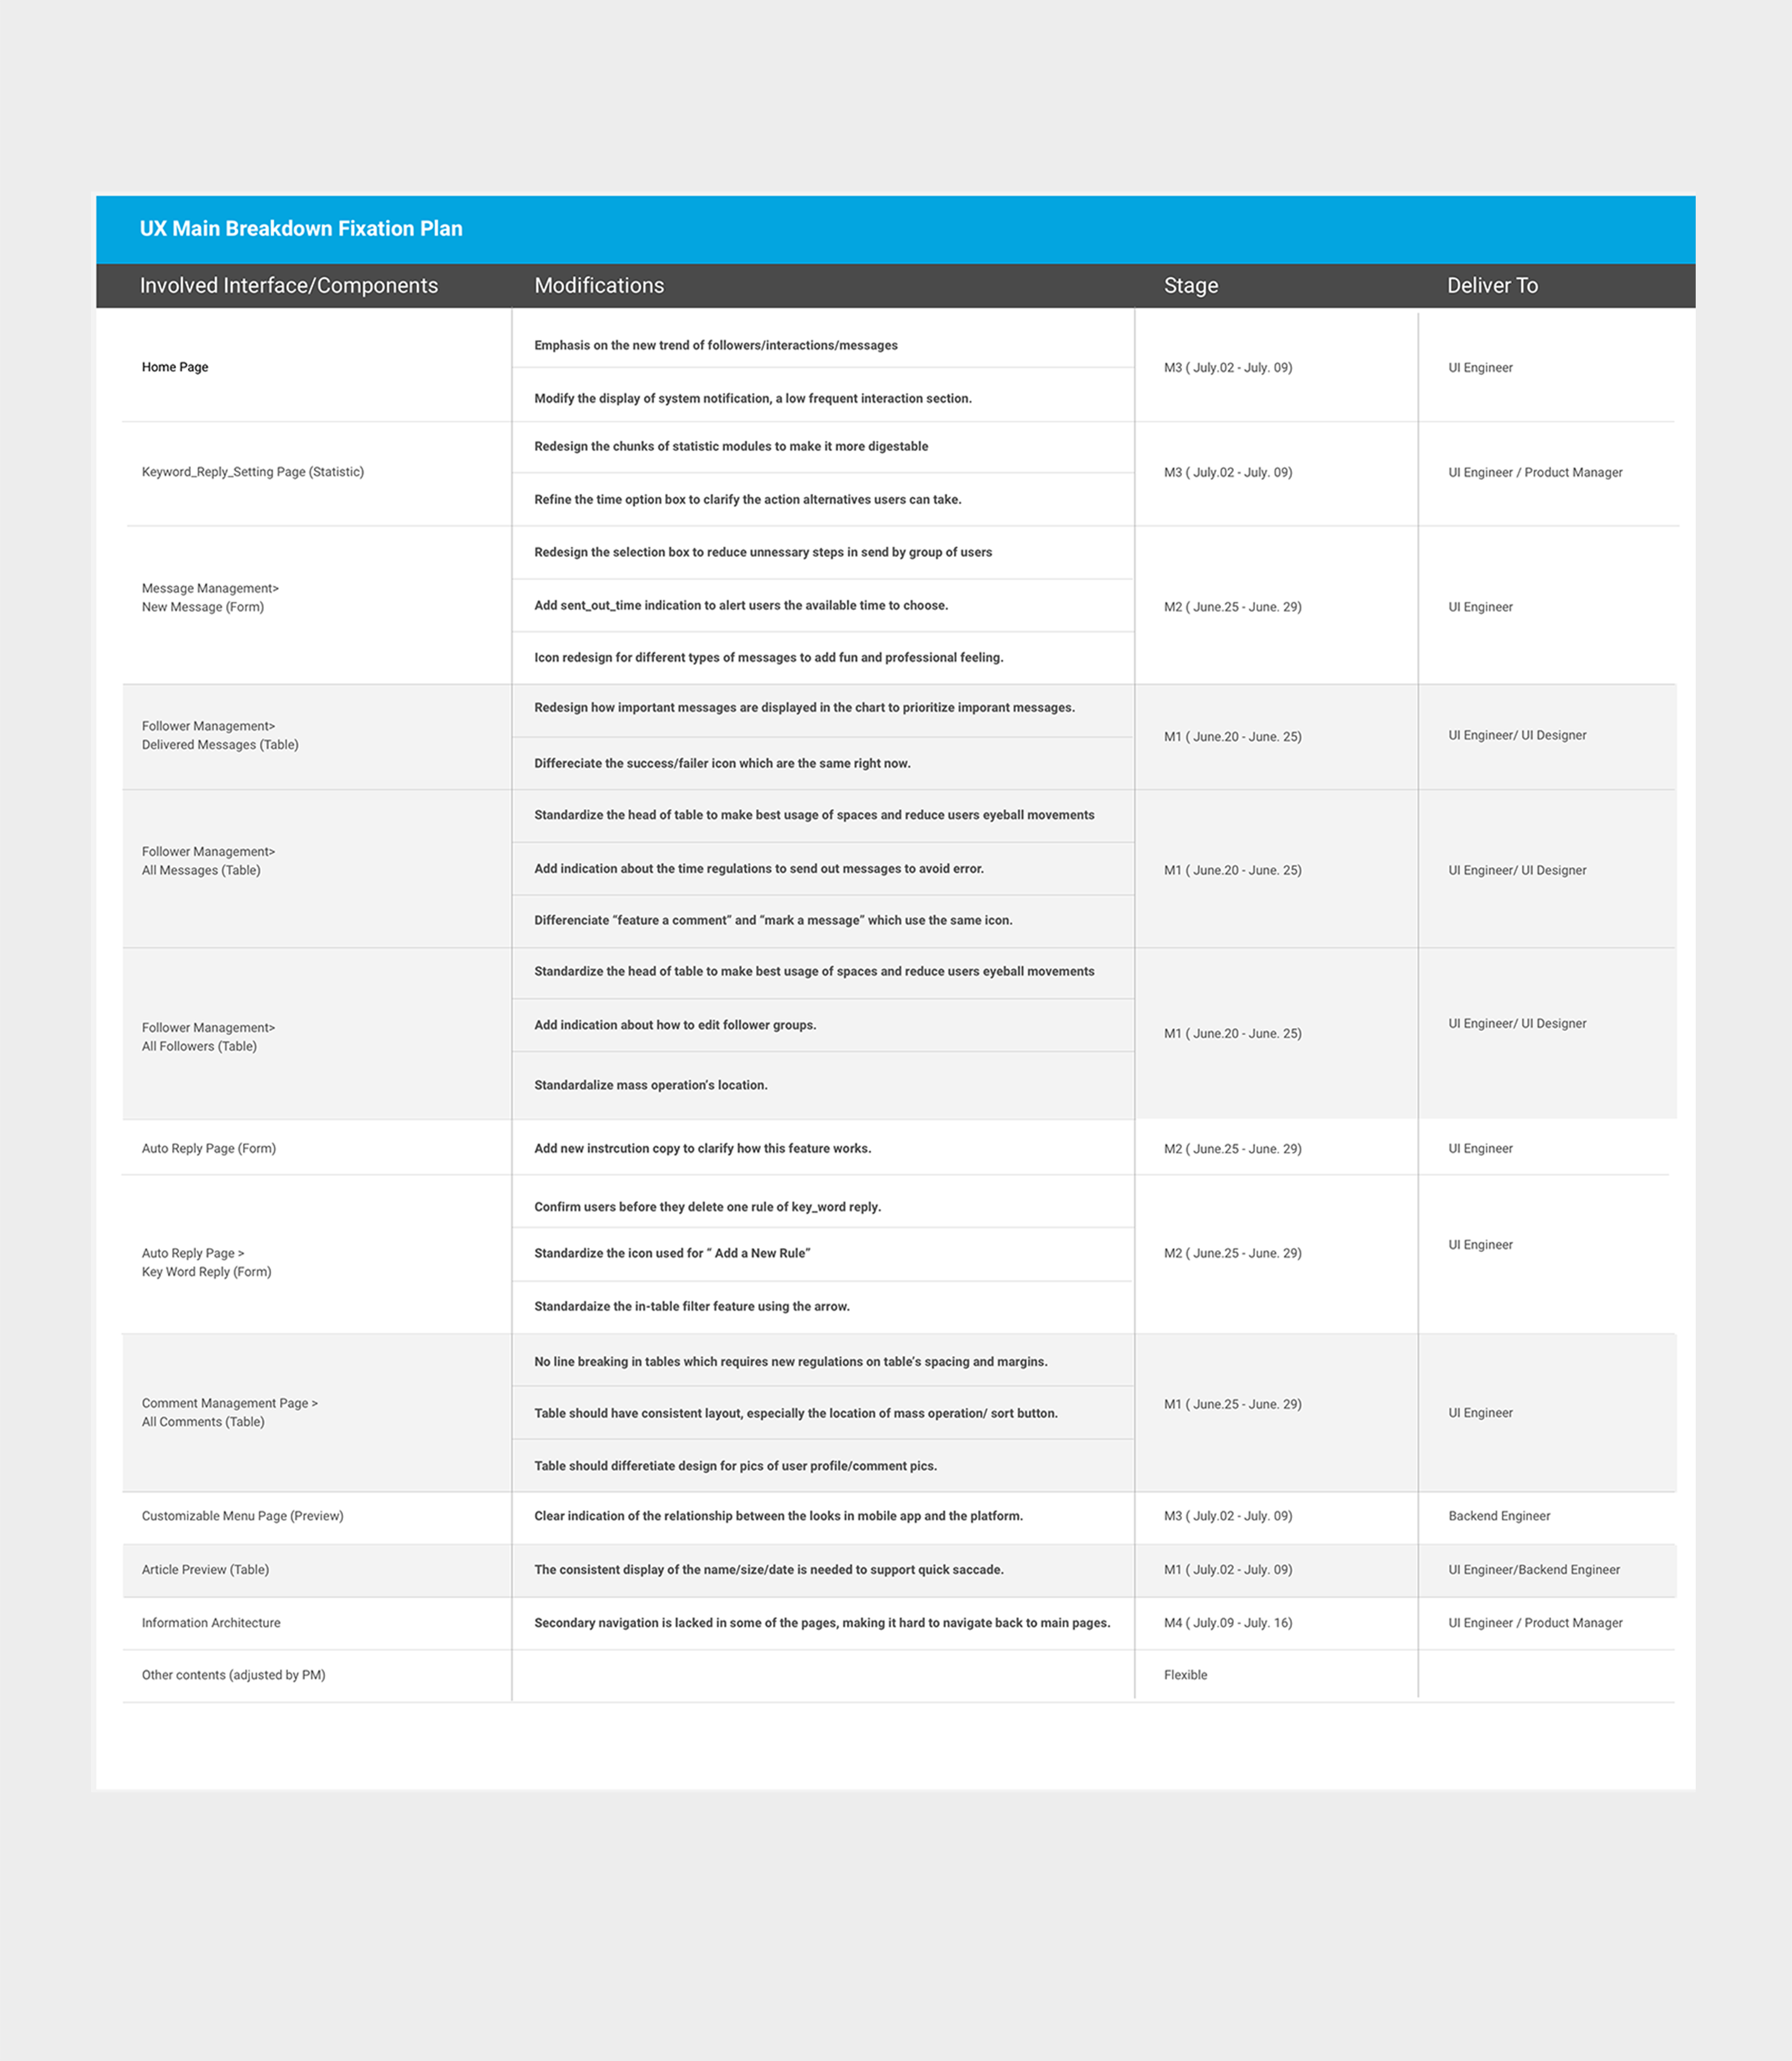 UX Main Breakdown Fixation Plan
Involved Interface/Components
Modifications
Stage
Deliver To
Home Page
Emphasis on the new trend of followers/interactions/messages
Modify the display of system notification, a low frequent interaction section.
M3 ( July.02 - July. 09)
UI Engineer
Keyword_Reply_Setting Page (Statistic)
Redesign the chunks of statistic modules to make it more digestable
Refine the time option box to clarify the action alternatives users can take.
M3 ( July.02 - July. 09)
UI Engineer / Product Manager
Message Management>
New Message (Form)
Redesign the selection box to reduce unnessary steps in send by group of users
Add sent_out_time indication to alert users the available time to choose.
Icon redesign for different types of messages to add fun and professional feeling.
M2 ( June.25 - June. 29)
UI Engineer
Follower Management>
Delivered Messages (Table)
Redesign how important messages are displayed in the chart to prioritize imporant messages.
Differeciate the success/failer icon which are the same right now.
M1 ( June.20 - June. 25)
UI Engineer/ UI Designer
Follower Management>
All Messages (Table)
Standardize the head of table to make best usage of spaces and reduce users eyeball movements
Add indication about the time regulations to send out messages to avoid error.
Differenciate “feature a comment” and “mark a message” which use the same icon.
M1 ( June.20 - June. 25)
UI Engineer/ UI Designer
Follower Management>
All Followers (Table)
Standardize the head of table to make best usage of spaces and reduce users eyeball movements
Add indication about how to edit follower groups.
Standardalize mass operation’s location.
M1 ( June.20 - June. 25)
UI Engineer/ UI Designer
Auto Reply Page (Form)
Add new instrcution copy to clarify how this feature works.
M2 ( June.25 - June. 29)
UI Engineer
Auto Reply Page >
Key Word Reply (Form)
Confirm users before they delete one rule of key_word reply.
Standardize the icon used for “ Add a New Rule”
Standardaize the in-table filter feature using the arrow.
M2 ( June.25 - June. 29)
UI Engineer
Comment Management Page >
All Comments (Table)
No line breaking in tables which requires new regulations on table’s spacing and margins.
Table should have consistent layout, especially the location of mass operation/ sort button.
Table should differetiate design for pics of user profile/comment pics.
M1 ( June.25 - June. 29)
UI Engineer
Customizable Menu Page (Preview)
Clear indication of the relationship between the looks in mobile app and the platform.
M3 ( July.02 - July. 09)
Backend Engineer
Article Preview (Table)
The consistent display of the name/size/date is needed to support quick saccade.
M1 ( July.02 - July. 09)
UI Engineer/Backend Engineer
Information Architecture
Secondary navigation is lacked in some of the pages, making it hard to navigate back to main pages.
M4 ( July.09 - July. 16)
UI Engineer / Product Manager
Other contents (adjusted by PM)
Flexible